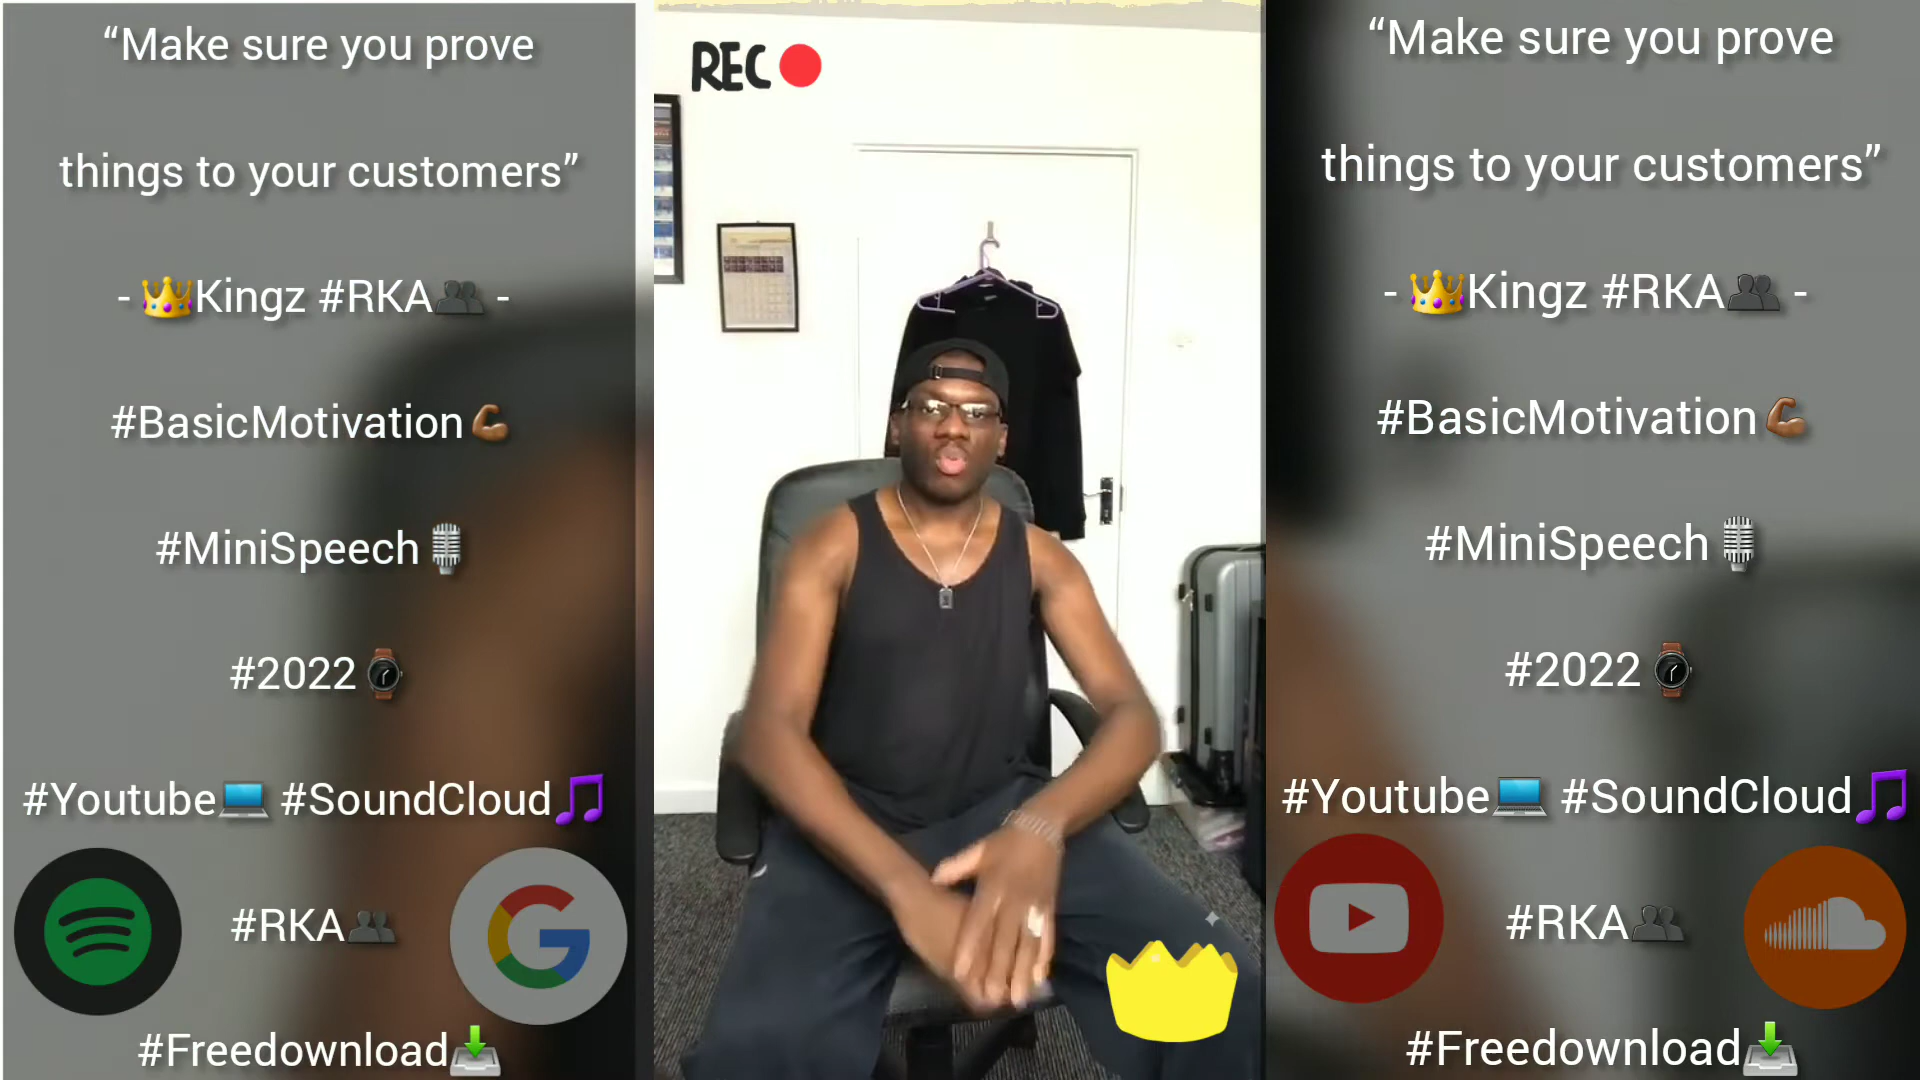 “Make sure you prove
things to your customers”
- 👑Kingz #RKA👥 -
#BasicMotivation💪🏾
#MiniSpeech🎙
#2022⌚
#Youtube💻 #SoundCloud🎵
#RKA👥
#Freedownload📥
REC
“Make sure you prove
things to your customers”
- 👑Kingz #RKA👥 -
#BasicMotivation💪🏾
#MiniSpeech🎙
#2022⌚
#Youtube💻 #SoundCloud🎵
#RKA👥
#Freedownload📥